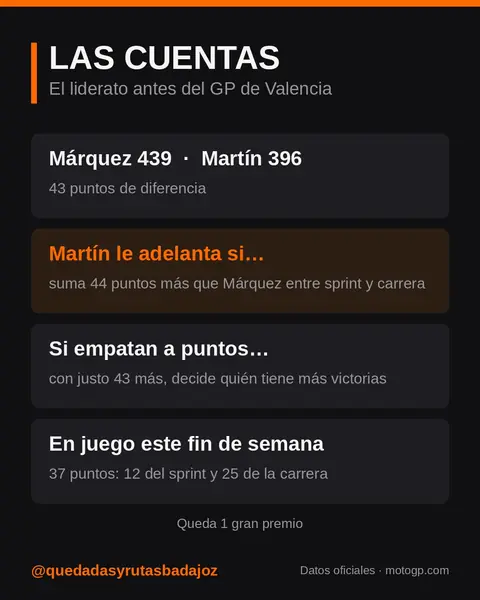 LAS CUENTAS
El liderato antes del GP de Valencia
Márquez 439 · Martín 396
43 puntos de diferencia
Martín le adelanta si…
suma 44 puntos más que Márquez entre sprint y carrera
Si empatan a puntos…
con justo 43 más, decide quién tiene más victorias
En juego este fin de semana
37 puntos: 12 del sprint y 25 de la carrera
Queda 1 gran premio
@quedadasyrutasbadajoz
Datos oficiales · motogp.com